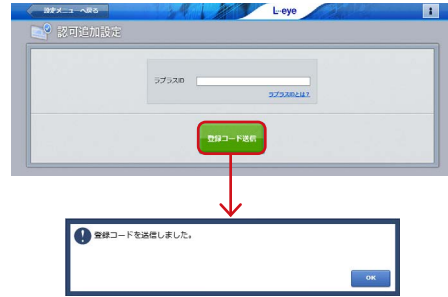 設定メニューへ戻る
L-eye
認可追加設定
ラプラスID
ラプラスIDとは?
登録コード送信
登録コードを送信しました。
OK